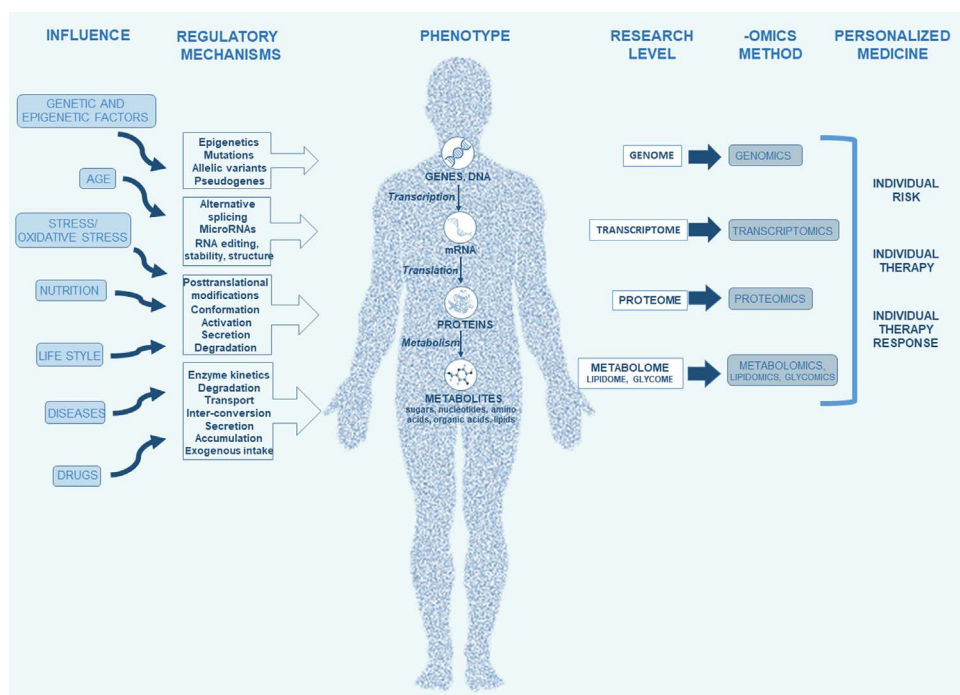 INFLUENCE
REGULATORY
MECHANISMS
PHENOTYPE
RESEARCH
LEVEL
-OMICS
METHOD
PERSONALIZED
MEDICINE
GENETIC AND
EPIGENETIC FACTORS
AGE
STRESS/
OXIDATIVE STRESS
NUTRITION
LIFE STYLE
DISEASES
DRUGS
Epigenetics
Mutations
Allelic variants
Pseudogenes
Alternative
splicing
MicroRNAs
RNA editing,
stability, structure
Posttranslational
modifications
Conformation
Activation
Secretion
Degradation
Enzyme kinetics
Degradation
Transport
Inter-conversion
Secretion
Accumulation
Exogenous intake
GENES, DNA
Transcription
mRNA
Translation
PROTEINS
Metabolism
METABOLITES
sugars, nucleotides, amino
acids, organic acids, lipids
GENOME
TRANSCRIPTOME
PROTEOME
METABOLOME
LIPIDOME, GLYCOME
GENOMICS
TRANSCRIPTOMICS
PROTEOMICS
METABOLOMICS,
LIPIDOMICS, GLYCOMICS
INDIVIDUAL
RISK
INDIVIDUAL
THERAPY
INDIVIDUAL
THERAPY
RESPONSE